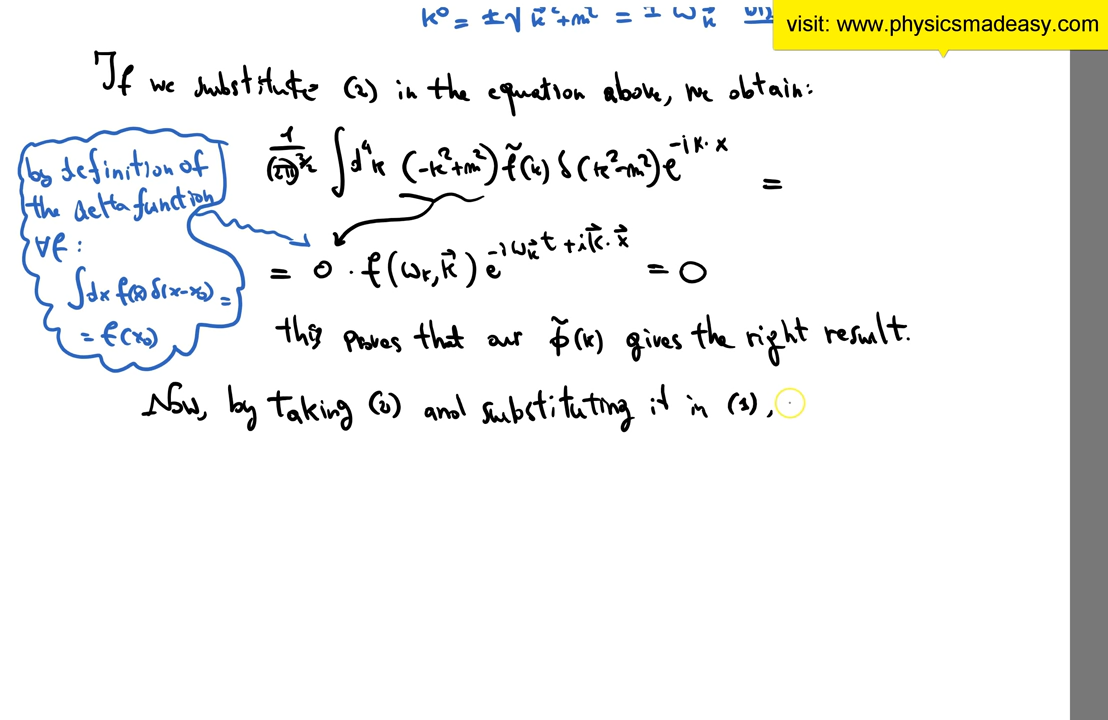 k⁰ = ±√k⃗²+m² = ± ω_k⃗
visit: www.physicsmadeasy.com
If we substitute (2) in the equation above, we obtain:
1/(2π)^{3/2} ∫d⁴k (-k²+m²) f̃(k) δ(k²-m²) e^{-ik·x} =
by definition of
the delta function
∀f :
∫dx f(x) δ(x-x₀) =
= f(x₀)
= 0 · f(ω_k, k⃗) e^{-iω_k⃗ t + ik⃗·x⃗} = 0
this proves that our φ̃(k) gives the right result.
Now, by taking (2) and substituting it in (1),